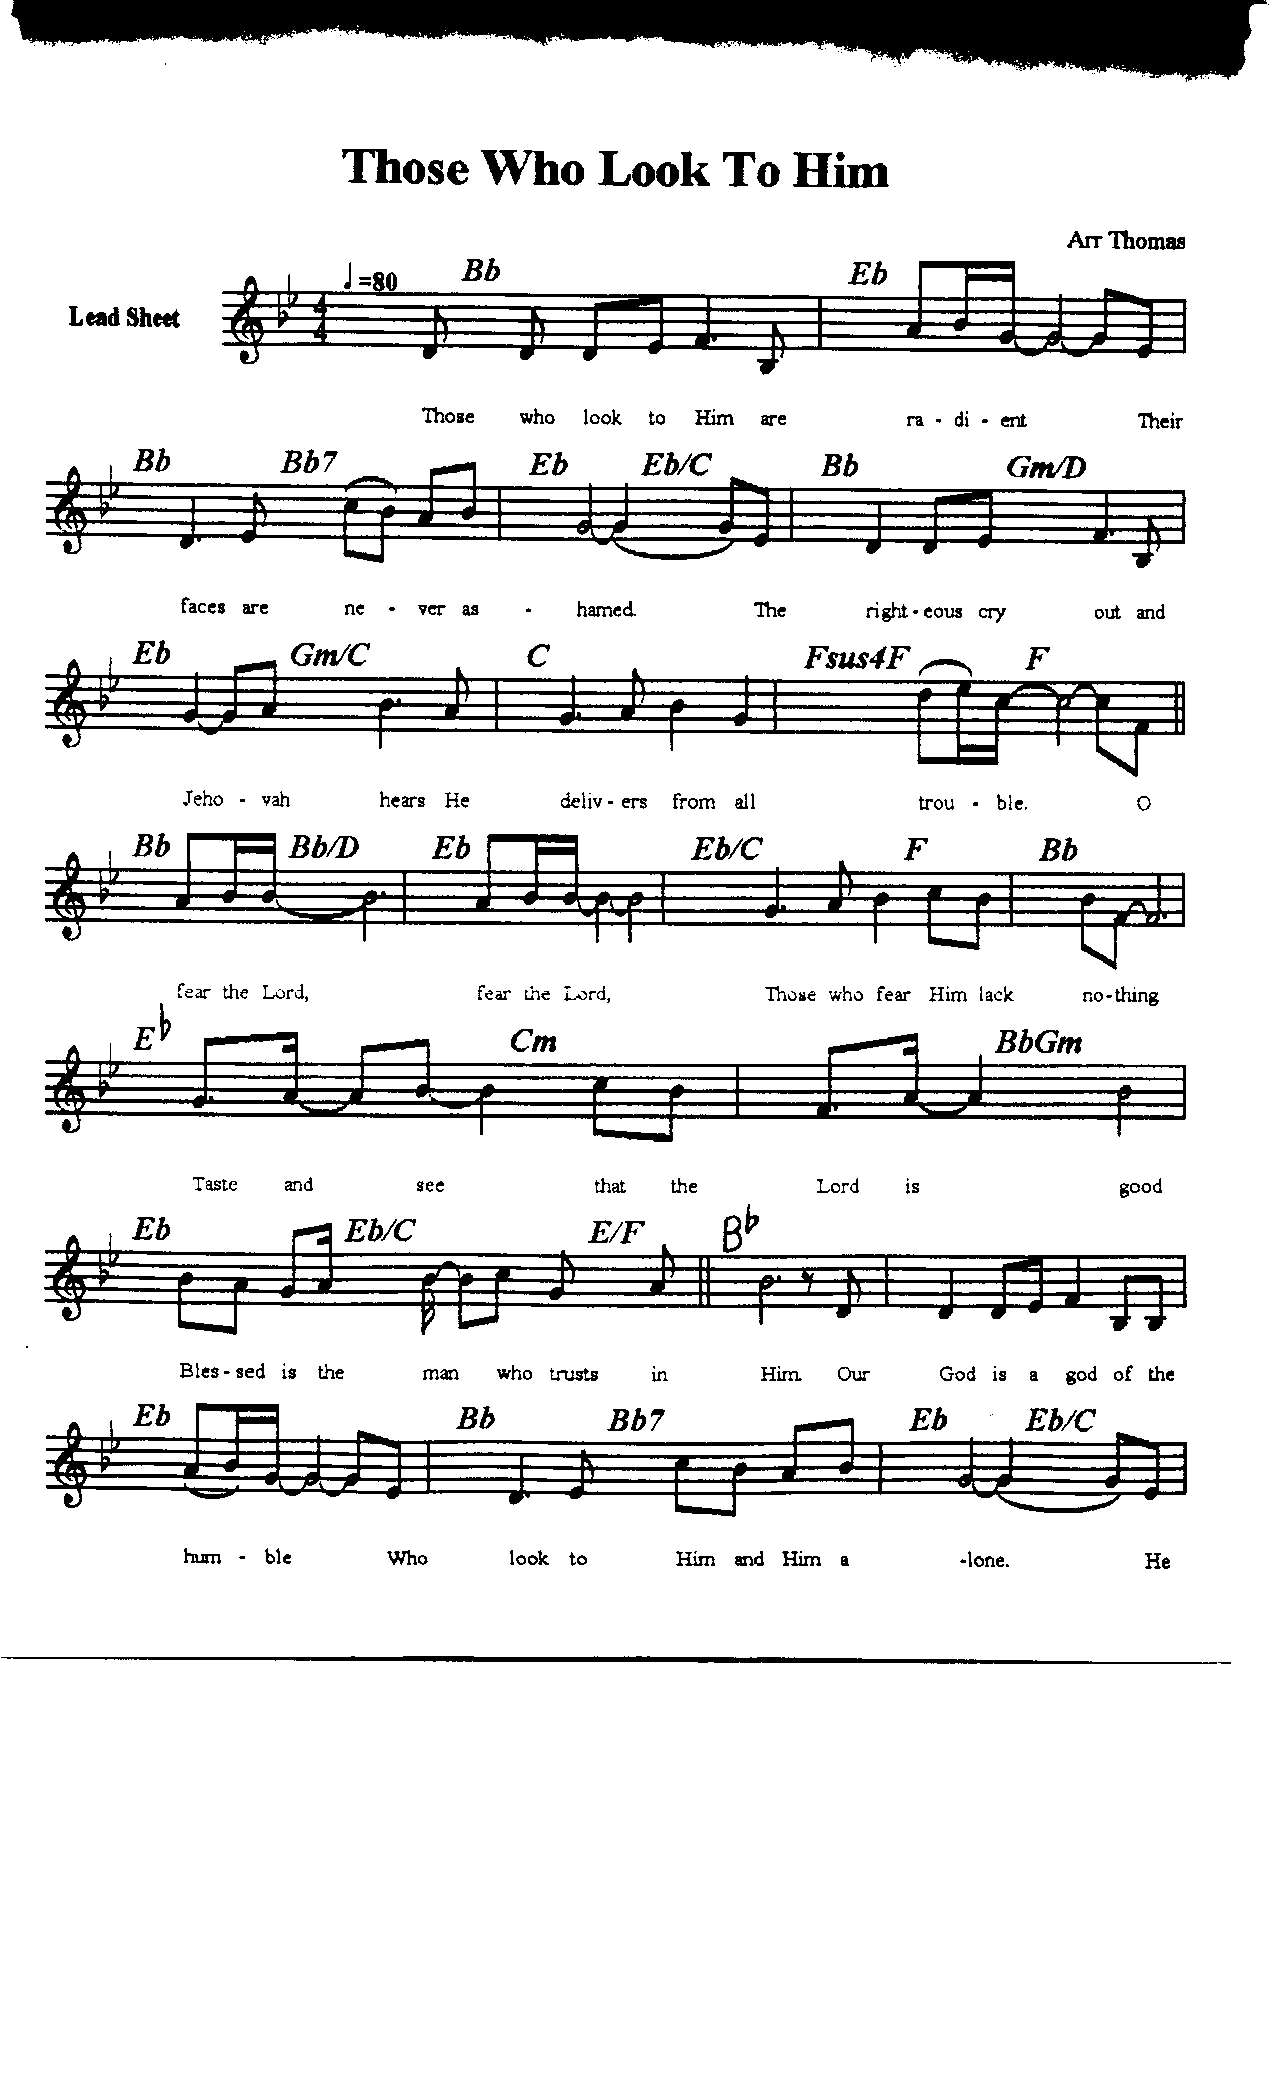 Those Who Look To Him
Arr Thomas
Lead Sheet
=80
Bb Eb
4
4
Those who look to Him are ra - di - ent Their
Bb Bb7 Eb Eb/C Bb Gm/D
faces are ne - ver as - hamed. The right-eous cry out and
Eb Gm/C C Fsus4F F
Jeho - vah hears He deliv-ers from all trou - ble. O
Bb Bb/D Eb Eb/C F Bb
fear the Lord, fear the Lord, Those who fear Him lack no-thing
Eb Cm BbGm
Taste and see that the Lord is good
Eb Eb/C E/F Bb
Bles-sed is the man who trusts in Him. Our God is a god of the
Eb Bb Bb7 Eb Eb/C
hum - ble Who look to Him and Him a -lone. He